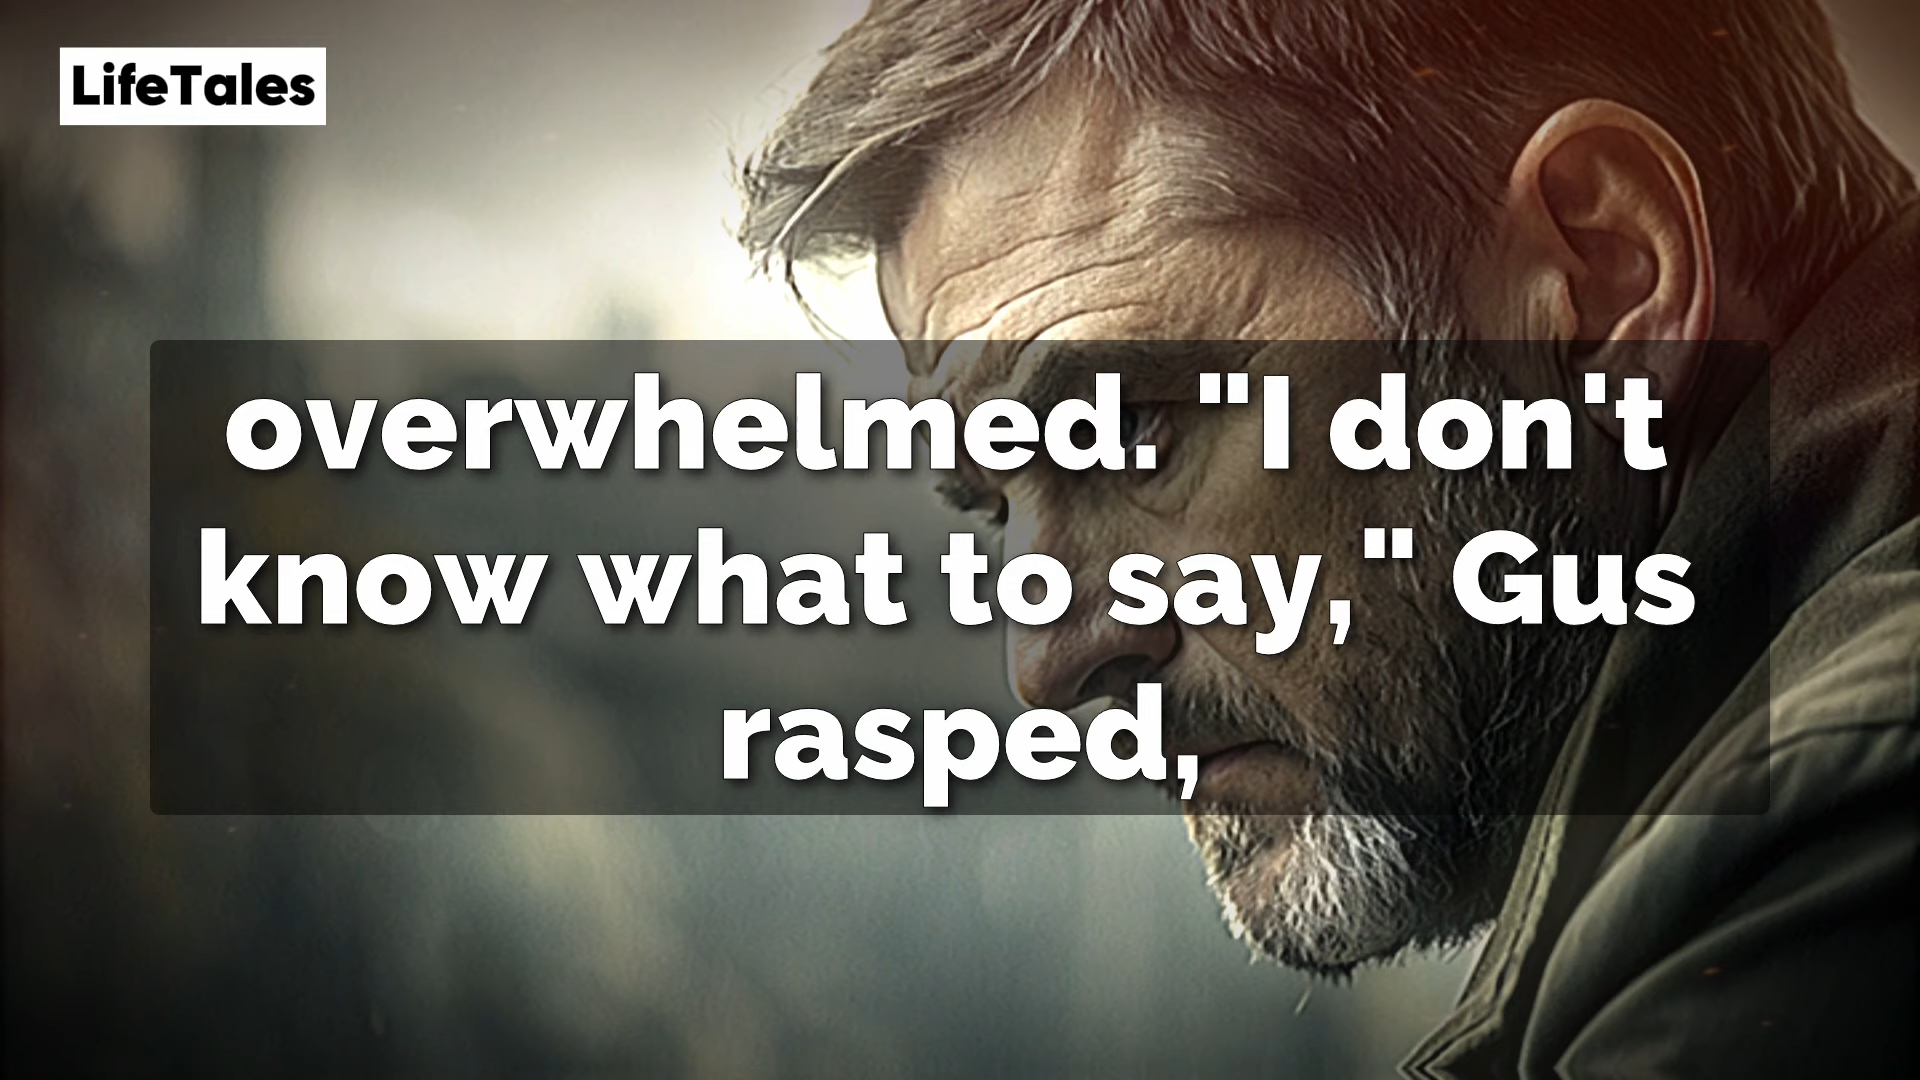 LifeTales
overwhelmed. "I don't
know what to say," Gus
rasped,